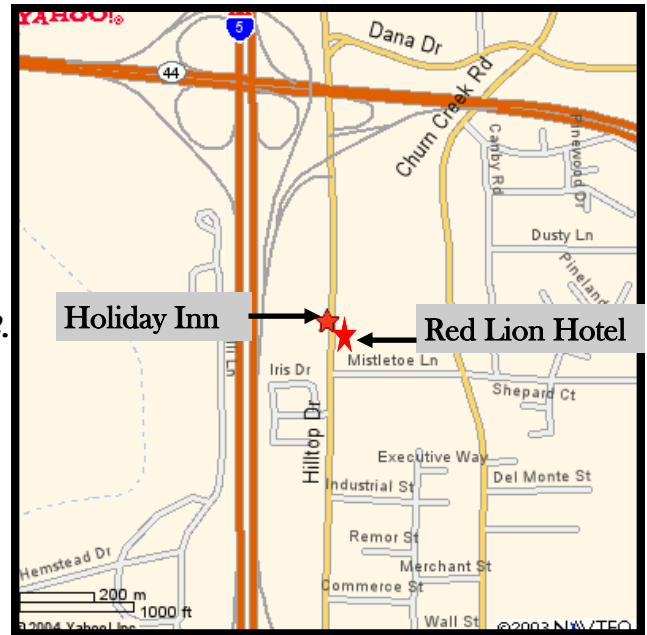 YAHOO!®
5
Dana Dr
44
Churn Creek Rd
Canby Rd
Pinewood Dr
Dusty Ln
Pineland
Holiday Inn
Red Lion Hotel
Mistletoe Ln
Iris Dr
Shepard Ct
Hilltop Dr
Executive Way
Industrial St
Del Monte St
Remor St
Hemstead Dr
Merchant St
Commerce St
200 m
1000 ft
Wall St
©2004 Yahoo! Inc
©2003 NAVTEQ